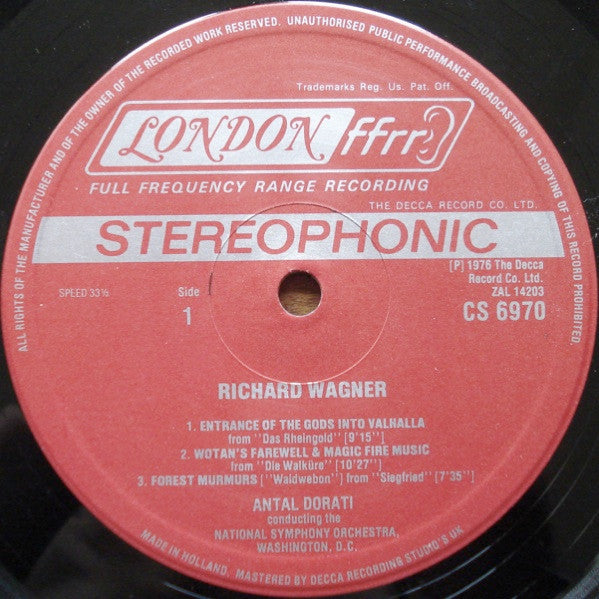 ALL RIGHTS OF THE MANUFACTURER AND OF THE OWNER OF THE RECORDED WORK RESERVED. UNAUTHORISED PUBLIC PERFORMANCE BROADCASTING AND COPYING OF THIS RECORD PROHIBITED.
Trademarks Reg. Us. Pat. Off.
LONDON ffrr
FULL FREQUENCY RANGE RECORDING
THE DECCA RECORD CO. LTD.
STEREOPHONIC
[P] 1976 The Decca
Record Co. Ltd.
ZAL 14203
SPEED 33⅓
Side
1
CS 6970
RICHARD WAGNER
1. ENTRANCE OF THE GODS INTO VALHALLA
from ''Das Rheingold'' [9'15'']
2. WOTAN'S FAREWELL & MAGIC FIRE MUSIC
from ''Die Walküre'' [10'27'']
3. FOREST MURMURS [''Waidwebon''] from ''Siegfried'' [7'35'']
ANTAL DORATI
conducting the
NATIONAL SYMPHONY ORCHESTRA,
WASHINGTON, D.C.
MADE IN HOLLAND. MASTERED BY DECCA RECORDING STUDIO'S UK